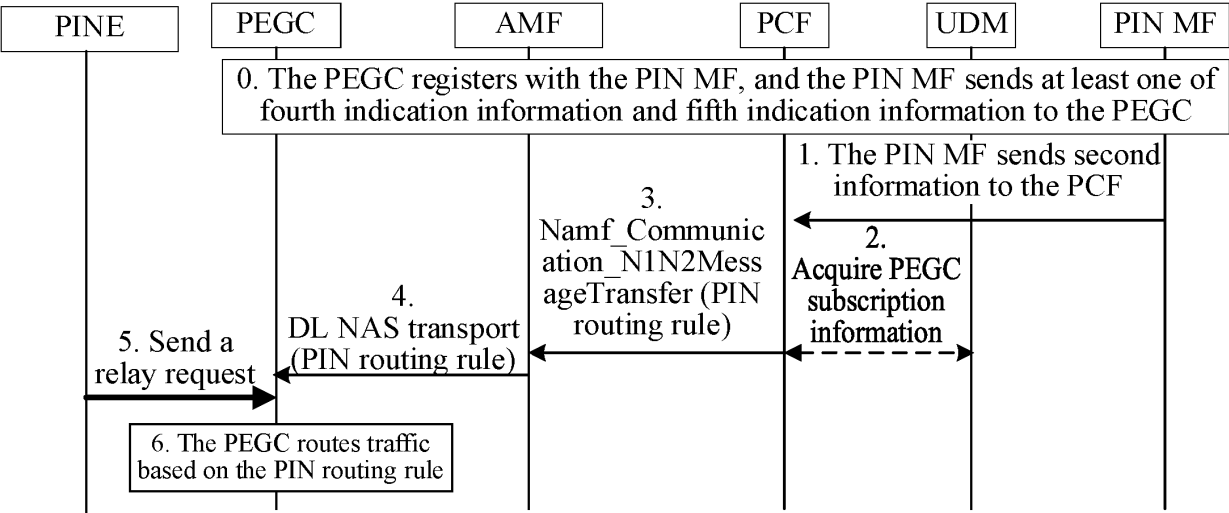 PINE
PEGC
AMF
PCF
UDM
PIN MF
0. The PEGC registers with the PIN MF, and the PIN MF sends at least one of
fourth indication information and fifth indication information to the PEGC
1. The PIN MF sends second
information to the PCF
2.
Acquire PEGC
subscription
information
3.
Namf_Communic
ation_N1N2Mess
ageTransfer (PIN
routing rule)
4.
DL NAS transport
(PIN routing rule)
5. Send a
relay request
6. The PEGC routes traffic
based on the PIN routing rule